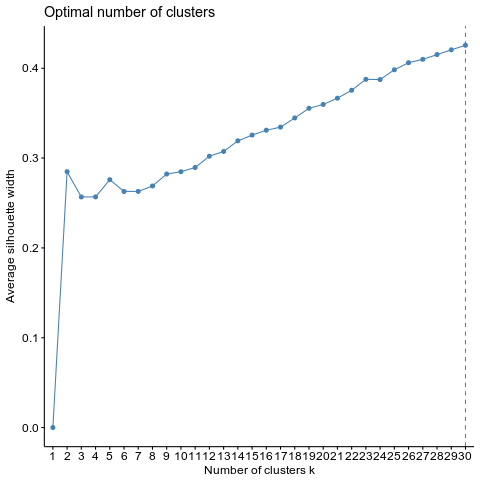 Optimal number of clusters
Average silhouette width
0.4
0.3
0.2
0.1
0.0
1 2 3 4 5 6 7 8 9 10 11 12 13 14 15 16 17 18 19 20 21 22 23 24 25 26 27 28 29 30
Number of clusters k